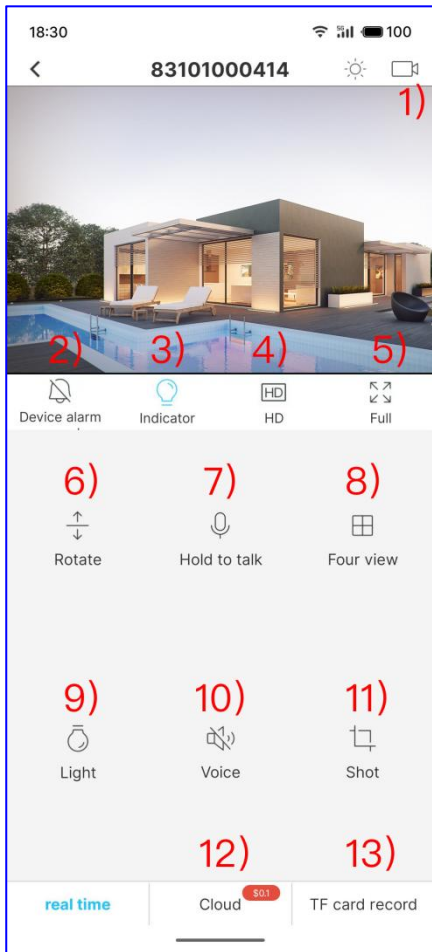 18:30 5G 100
83101000414
1)
2) 3) 4) 5)
HD
Device alarm Indicator HD Full
6) 7) 8)
Rotate Hold to talk Four view
9) 10) 11)
Light Voice Shot
12) 13)
$0.1
real time Cloud TF card record